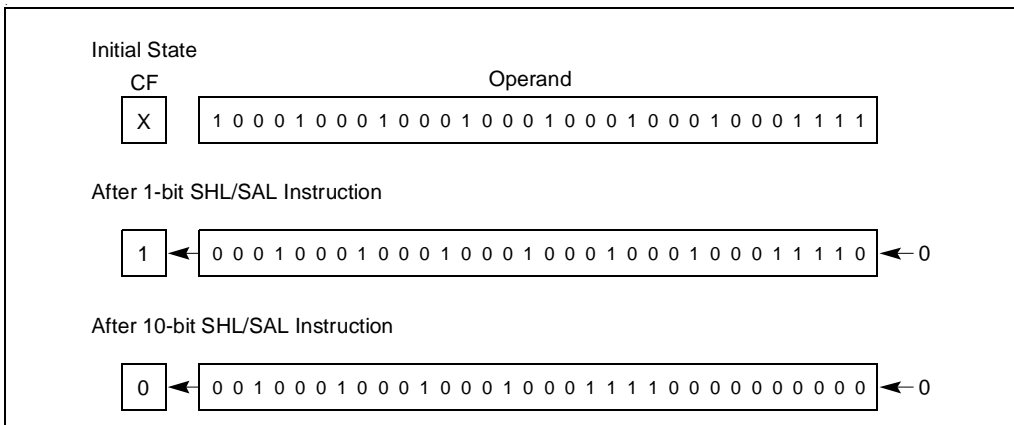 Initial State
CF Operand
X 1 0 0 0 1 0 0 0 1 0 0 0 1 0 0 0 1 0 0 0 1 0 0 0 1 0 0 0 1 1 1 1
After 1-bit SHL/SAL Instruction
1 0 0 0 1 0 0 0 1 0 0 0 1 0 0 0 1 0 0 0 1 0 0 0 1 0 0 0 1 1 1 1 0 0
After 10-bit SHL/SAL Instruction
0 0 0 1 0 0 0 1 0 0 0 1 0 0 0 1 0 0 0 1 1 1 1 0 0 0 0 0 0 0 0 0 0 0